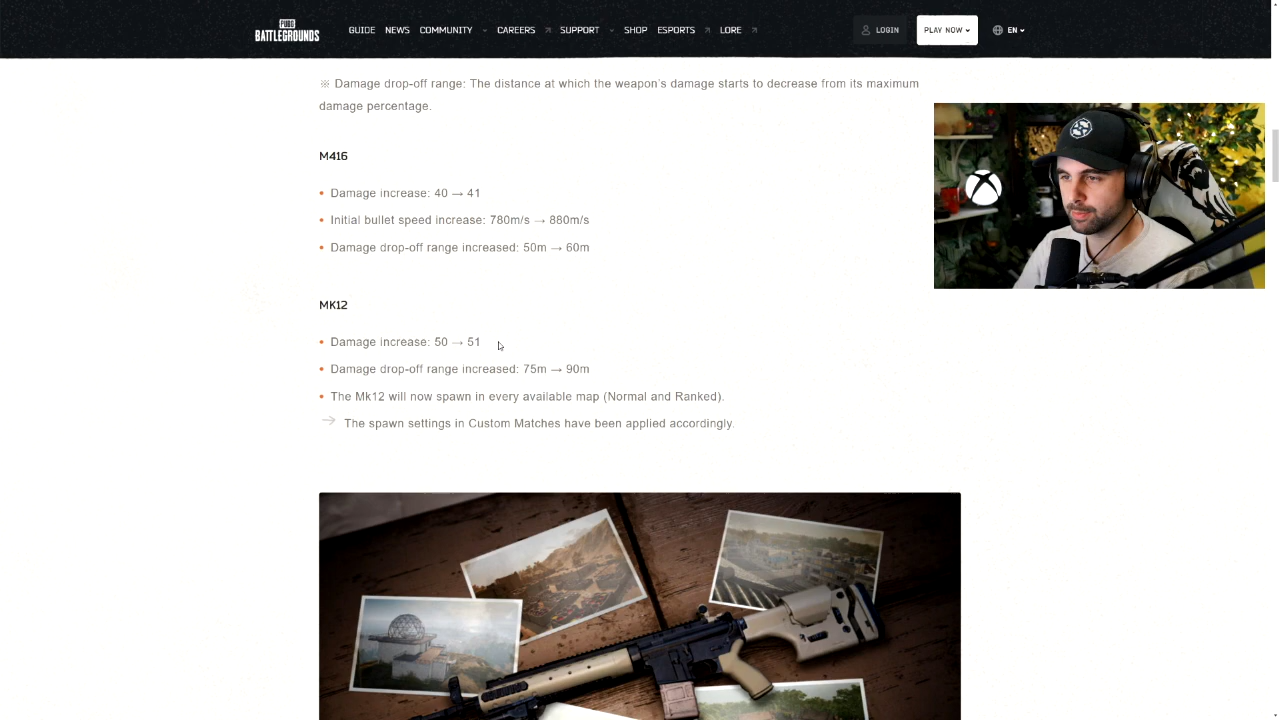 PUBG
BATTLEGROUNDS
GUIDE NEWS COMMUNITY CAREERS SUPPORT SHOP ESPORTS LORE LOGIN PLAY NOW EN
※ Damage drop-off range: The distance at which the weapon's damage starts to decrease from its maximum
damage percentage.
M416
• Damage increase: 40 → 41
• Initial bullet speed increase: 780m/s → 880m/s
• Damage drop-off range increased: 50m → 60m
MK12
• Damage increase: 50 → 51
• Damage drop-off range increased: 75m → 90m
• The Mk12 will now spawn in every available map (Normal and Ranked).
→ The spawn settings in Custom Matches have been applied accordingly.